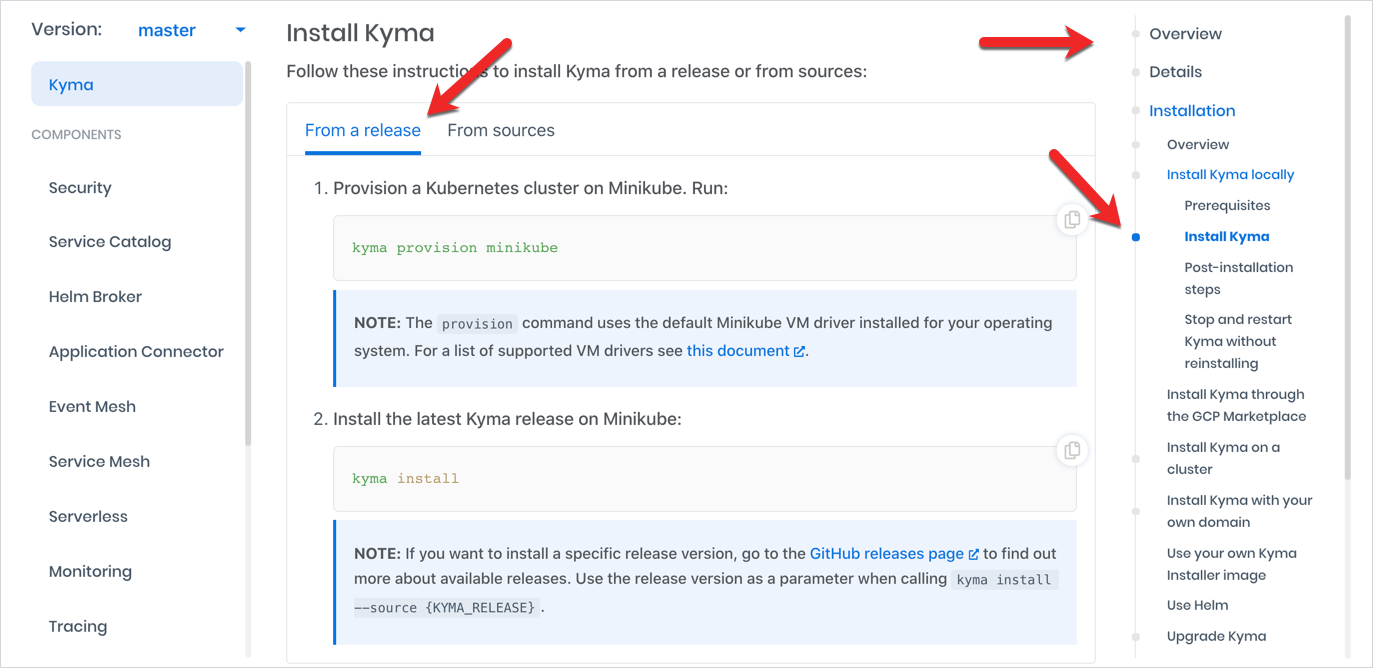 Version: master
Kyma
COMPONENTS
Security
Service Catalog
Helm Broker
Application Connector
Event Mesh
Service Mesh
Serverless
Monitoring
Tracing
Install Kyma
Follow these instructions to install Kyma from a release or from sources:
From a release From sources
1. Provision a Kubernetes cluster on Minikube. Run:
kyma provision minikube
NOTE: The provision command uses the default Minikube VM driver installed for your operating
system. For a list of supported VM drivers see this document.
2. Install the latest Kyma release on Minikube:
kyma install
NOTE: If you want to install a specific release version, go to the GitHub releases page to find out
more about available releases. Use the release version as a parameter when calling kyma install
--source {KYMA_RELEASE}.
Overview
Details
Installation
Overview
Install Kyma locally
Prerequisites
Install Kyma
Post-installation
steps
Stop and restart
Kyma without
reinstalling
Install Kyma through
the GCP Marketplace
Install Kyma on a
cluster
Install Kyma with your
own domain
Use your own Kyma
Installer image
Use Helm
Upgrade Kyma